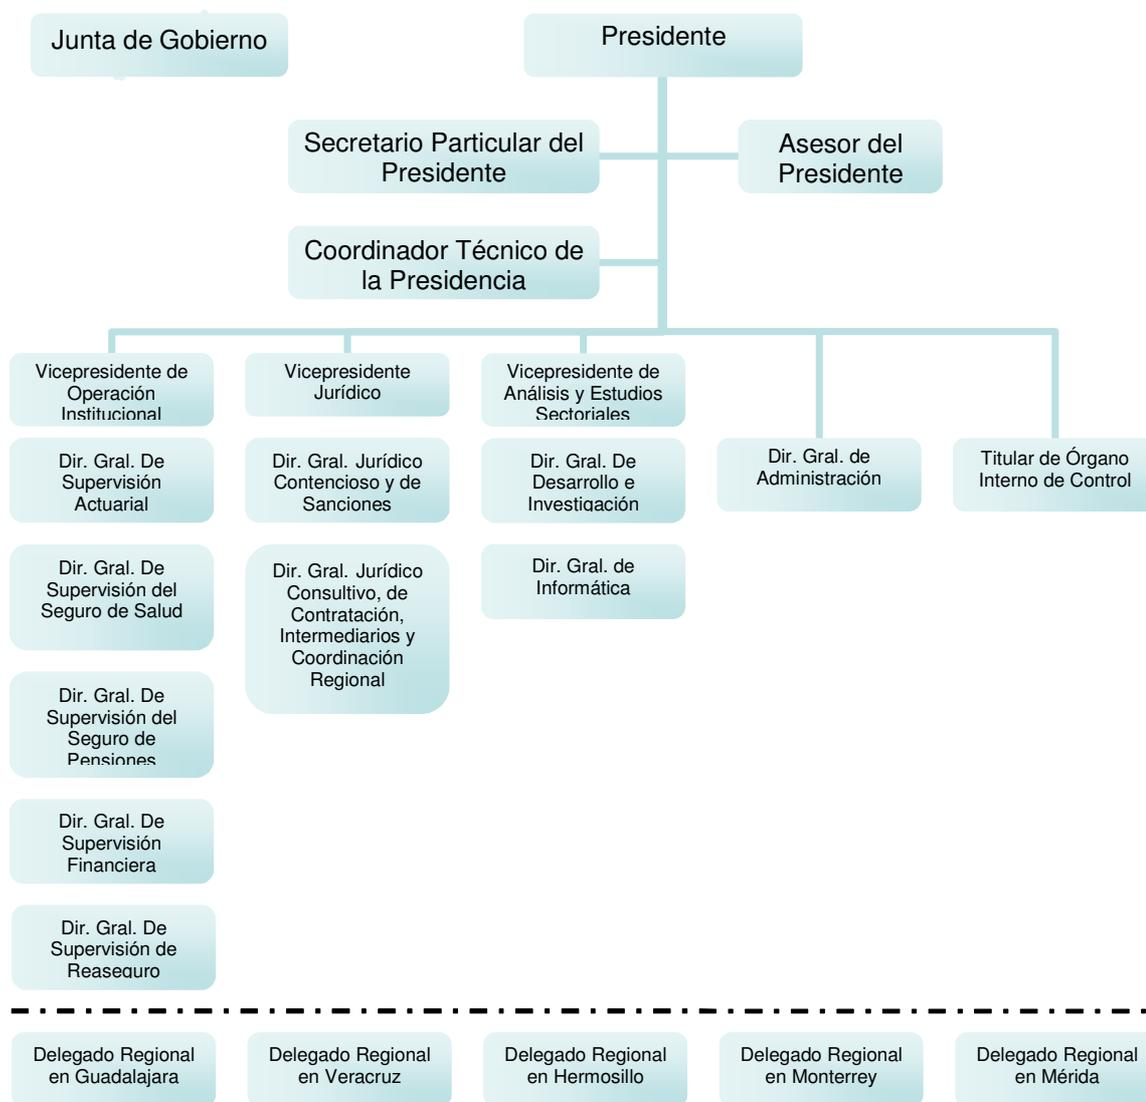 Junta de Gobierno
Presidente
Secretario Particular del
Presidente
Asesor del
Presidente
Coordinador Técnico de
la Presidencia
Vicepresidente de
Operación
Institucional
Vicepresidente
Jurídico
Vicepresidente de
Análisis y Estudios
Sectoriales
Dir. Gral. De
Supervisión
Actuarial
Dir. Gral. Jurídico
Contencioso y de
Sanciones
Dir. Gral. De
Desarrollo e
Investigación
Dir. Gral. de
Administración
Titular de Órgano
Interno de Control
Dir. Gral. De
Supervisión del
Seguro de Salud
Dir. Gral. Jurídico
Consultivo, de
Contratación,
Intermediarios y
Coordinación
Regional
Dir. Gral. de
Informática
Dir. Gral. De
Supervisión del
Seguro de
Pensiones
Dir. Gral. De
Supervisión
Financiera
Dir. Gral. De
Supervisión de
Reaseguro
Delegado Regional
en Guadalajara
Delegado Regional
en Veracruz
Delegado Regional
en Hermosillo
Delegado Regional
en Monterrey
Delegado Regional
en Mérida